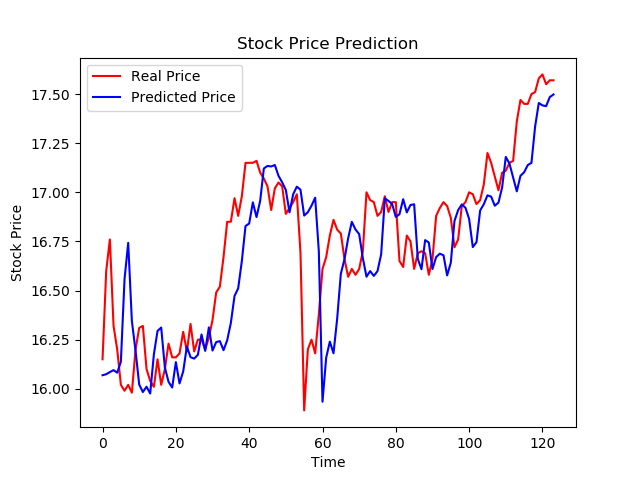 Stock Price Prediction
Real Price
Predicted Price
17.50
17.25
17.00
16.75
16.50
16.25
16.00
Stock Price
0 20 40 60 80 100 120
Time